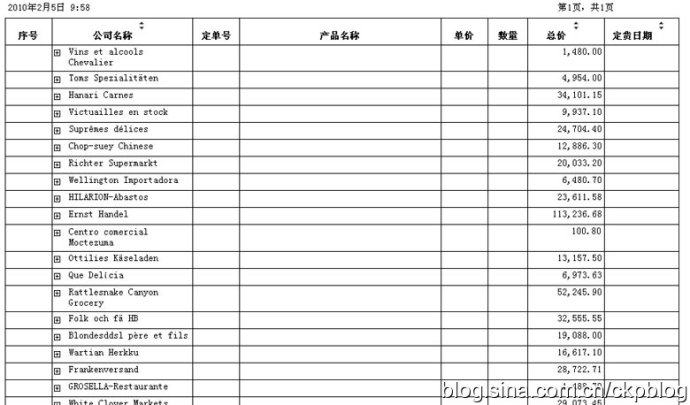 2010年2月5日 9:58 第1页，共1页
序号 公司名称 定单号 产品名称 单价 数量 总价 定货日期
Vins et alcools 1,480.00
Chevalier
Toms Spezialitäten 4,954.00
Hanari Carnes 34,101.15
Victuailles en stock 9,937.10
Suprêmes délices 24,704.40
Chop-suey Chinese 12,886.30
Richter Supermarkt 20,033.20
Wellington Importadora 6,480.70
HILARION-Abastos 23,611.58
Ernst Handel 113,236.68
Centro comercial 100.80
Moctezuma
Ottilies Käseladen 13,157.50
Que Delícia 6,973.63
Rattlesnake Canyon 52,245.90
Grocery
Folk och fä HB 32,555.55
Blondesddsl père et fils 19,088.00
Wartian Herkku 16,617.10
Frankenversand 28,722.71
GROSELLA-Restaurante
White Clover Markets 29,073.45
blog.sina.com.cn/ckpblog